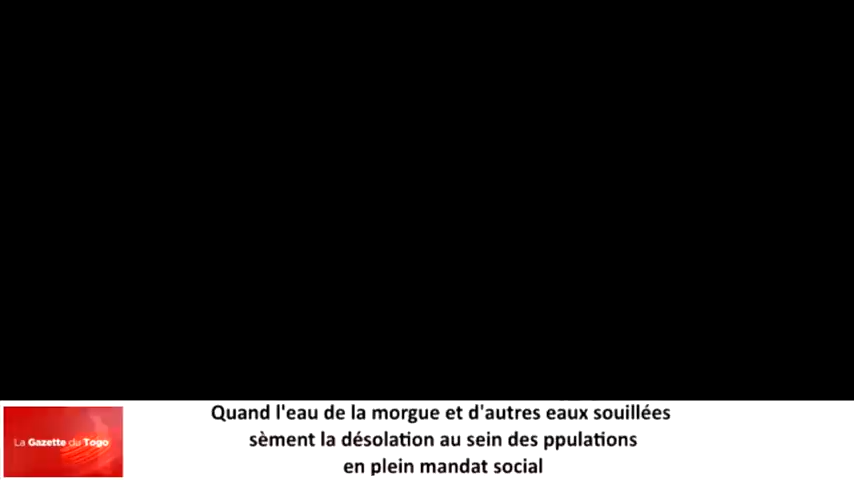 Quand l'eau de la morgue et d'autres eaux souillées
sèment la désolation au sein des ppulations
en plein mandat social
La Gazette du Togo